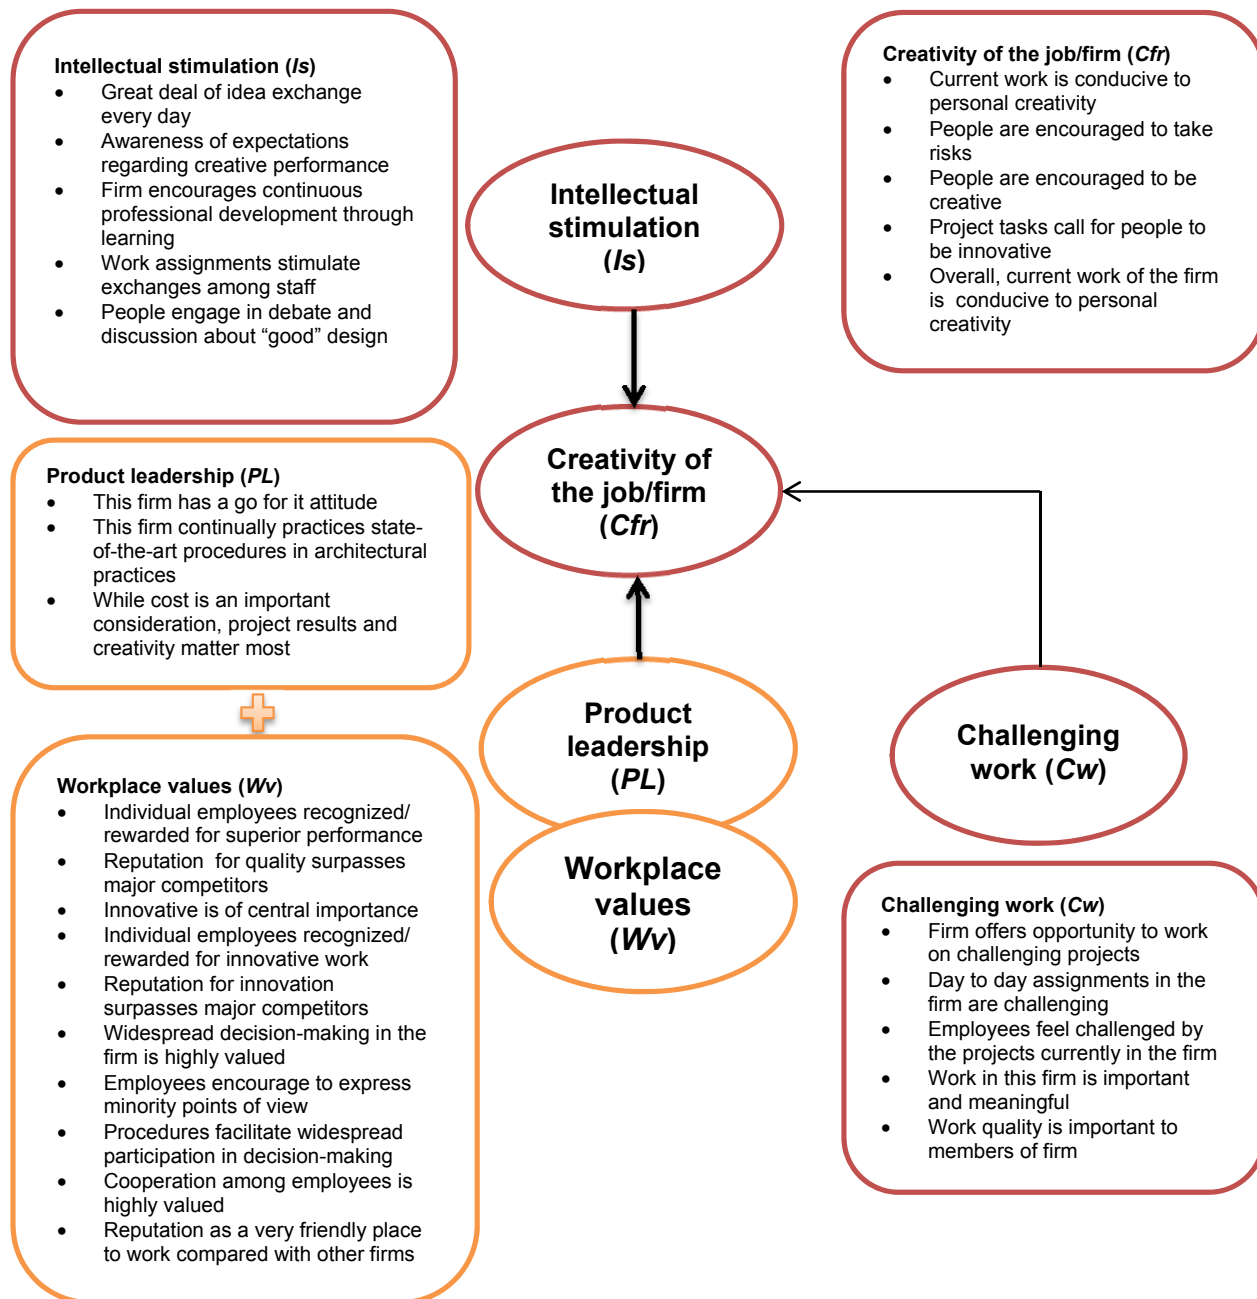 Intellectual stimulation (Is)
• Great deal of idea exchange
every day
• Awareness of expectations
regarding creative performance
• Firm encourages continuous
professional development through
learning
• Work assignments stimulate
exchanges among staff
• People engage in debate and
discussion about “good” design
Creativity of the job/firm (Cfr)
• Current work is conducive to
personal creativity
• People are encouraged to take
risks
• People are encouraged to be
creative
• Project tasks call for people to
be innovative
• Overall, current work of the firm
is conducive to personal
creativity
Intellectual
stimulation
(Is)
Creativity of
the job/firm
(Cfr)
Product leadership (PL)
• This firm has a go for it attitude
• This firm continually practices state-
of-the-art procedures in architectural
practices
• While cost is an important
consideration, project results and
creativity matter most
Product
leadership
(PL)
Workplace
values
(Wv)
Challenging
work (Cw)
Workplace values (Wv)
• Individual employees recognized/
rewarded for superior performance
• Reputation for quality surpasses
major competitors
• Innovative is of central importance
• Individual employees recognized/
rewarded for innovative work
• Reputation for innovation
surpasses major competitors
• Widespread decision-making in the
firm is highly valued
• Employees encourage to express
minority points of view
• Procedures facilitate widespread
participation in decision-making
• Cooperation among employees is
highly valued
• Reputation as a very friendly place
to work compared with other firms
Challenging work (Cw)
• Firm offers opportunity to work
on challenging projects
• Day to day assignments in the
firm are challenging
• Employees feel challenged by
the projects currently in the firm
• Work in this firm is important
and meaningful
• Work quality is important to
members of firm